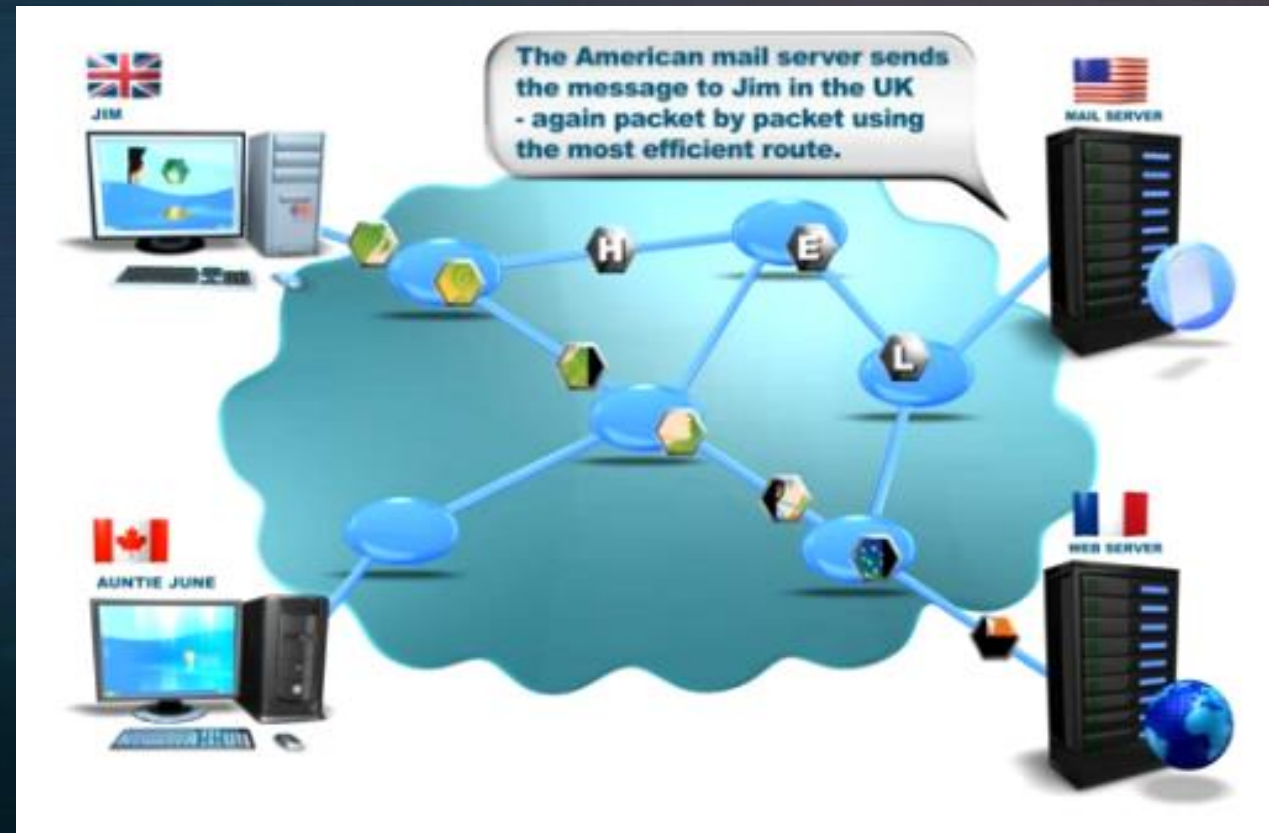 The American mail server sends
the message to Jim in the UK
- again packet by packet using
the most efficient route.
JIM
MAIL SERVER
H
E
L
AUNTIE JUNE
WEB SERVER